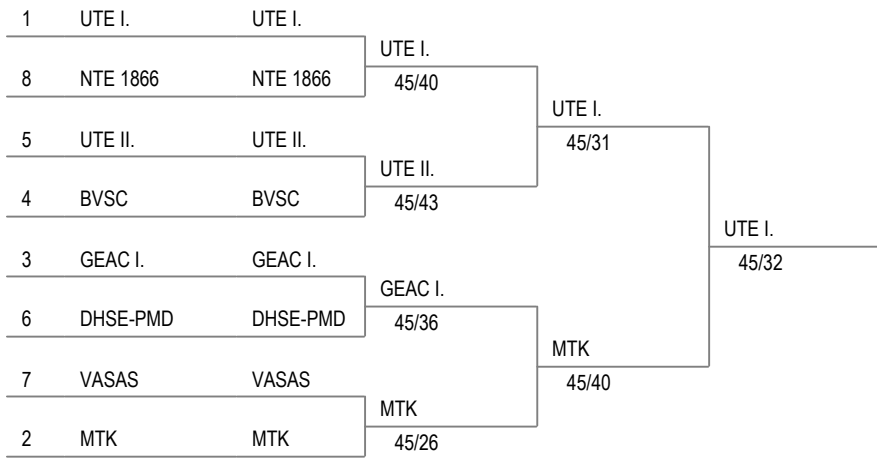 1 UTE I. UTE I.
UTE I.
8 NTE 1866 NTE 1866 45/40
UTE I.
5 UTE II. UTE II. 45/31
UTE II.
4 BVSC BVSC 45/43
UTE I.
3 GEAC I. GEAC I. 45/32
GEAC I.
6 DHSE-PMD DHSE-PMD 45/36
MTK
7 VASAS VASAS 45/40
MTK
2 MTK MTK 45/26